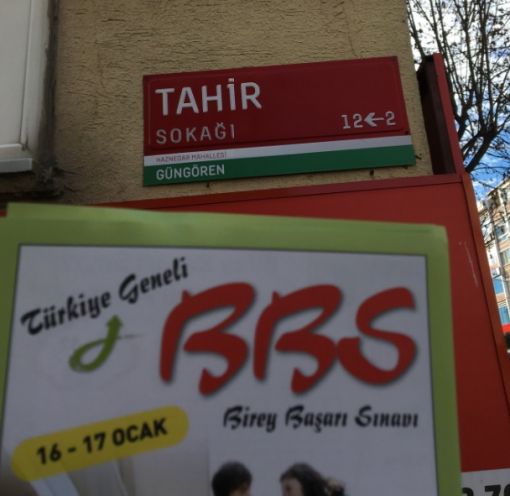 TAHİR
SOKAĞI
12←2
HAZNEDAR MAHALLESİ
GÜNGÖREN
Türkiye Geneli
BBS
Birey Başarı Sınavı
16 - 17 OCAK